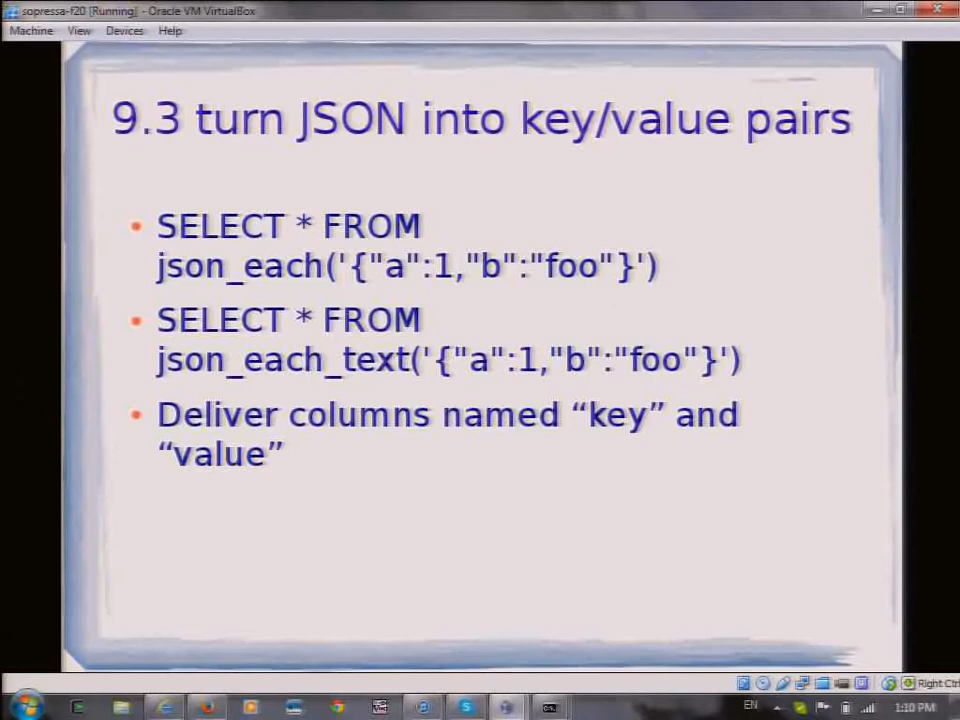 sopressa-f20 [Running] - Oracle VM VirtualBox
Machine View Devices Help
9.3 turn JSON into key/value pairs
• SELECT * FROM
json_each('{"a":1,"b":"foo"}')
• SELECT * FROM
json_each_text('{"a":1,"b":"foo"}')
• Deliver columns named “key” and
“value”
Right Ctrl
EN
1:10 PM